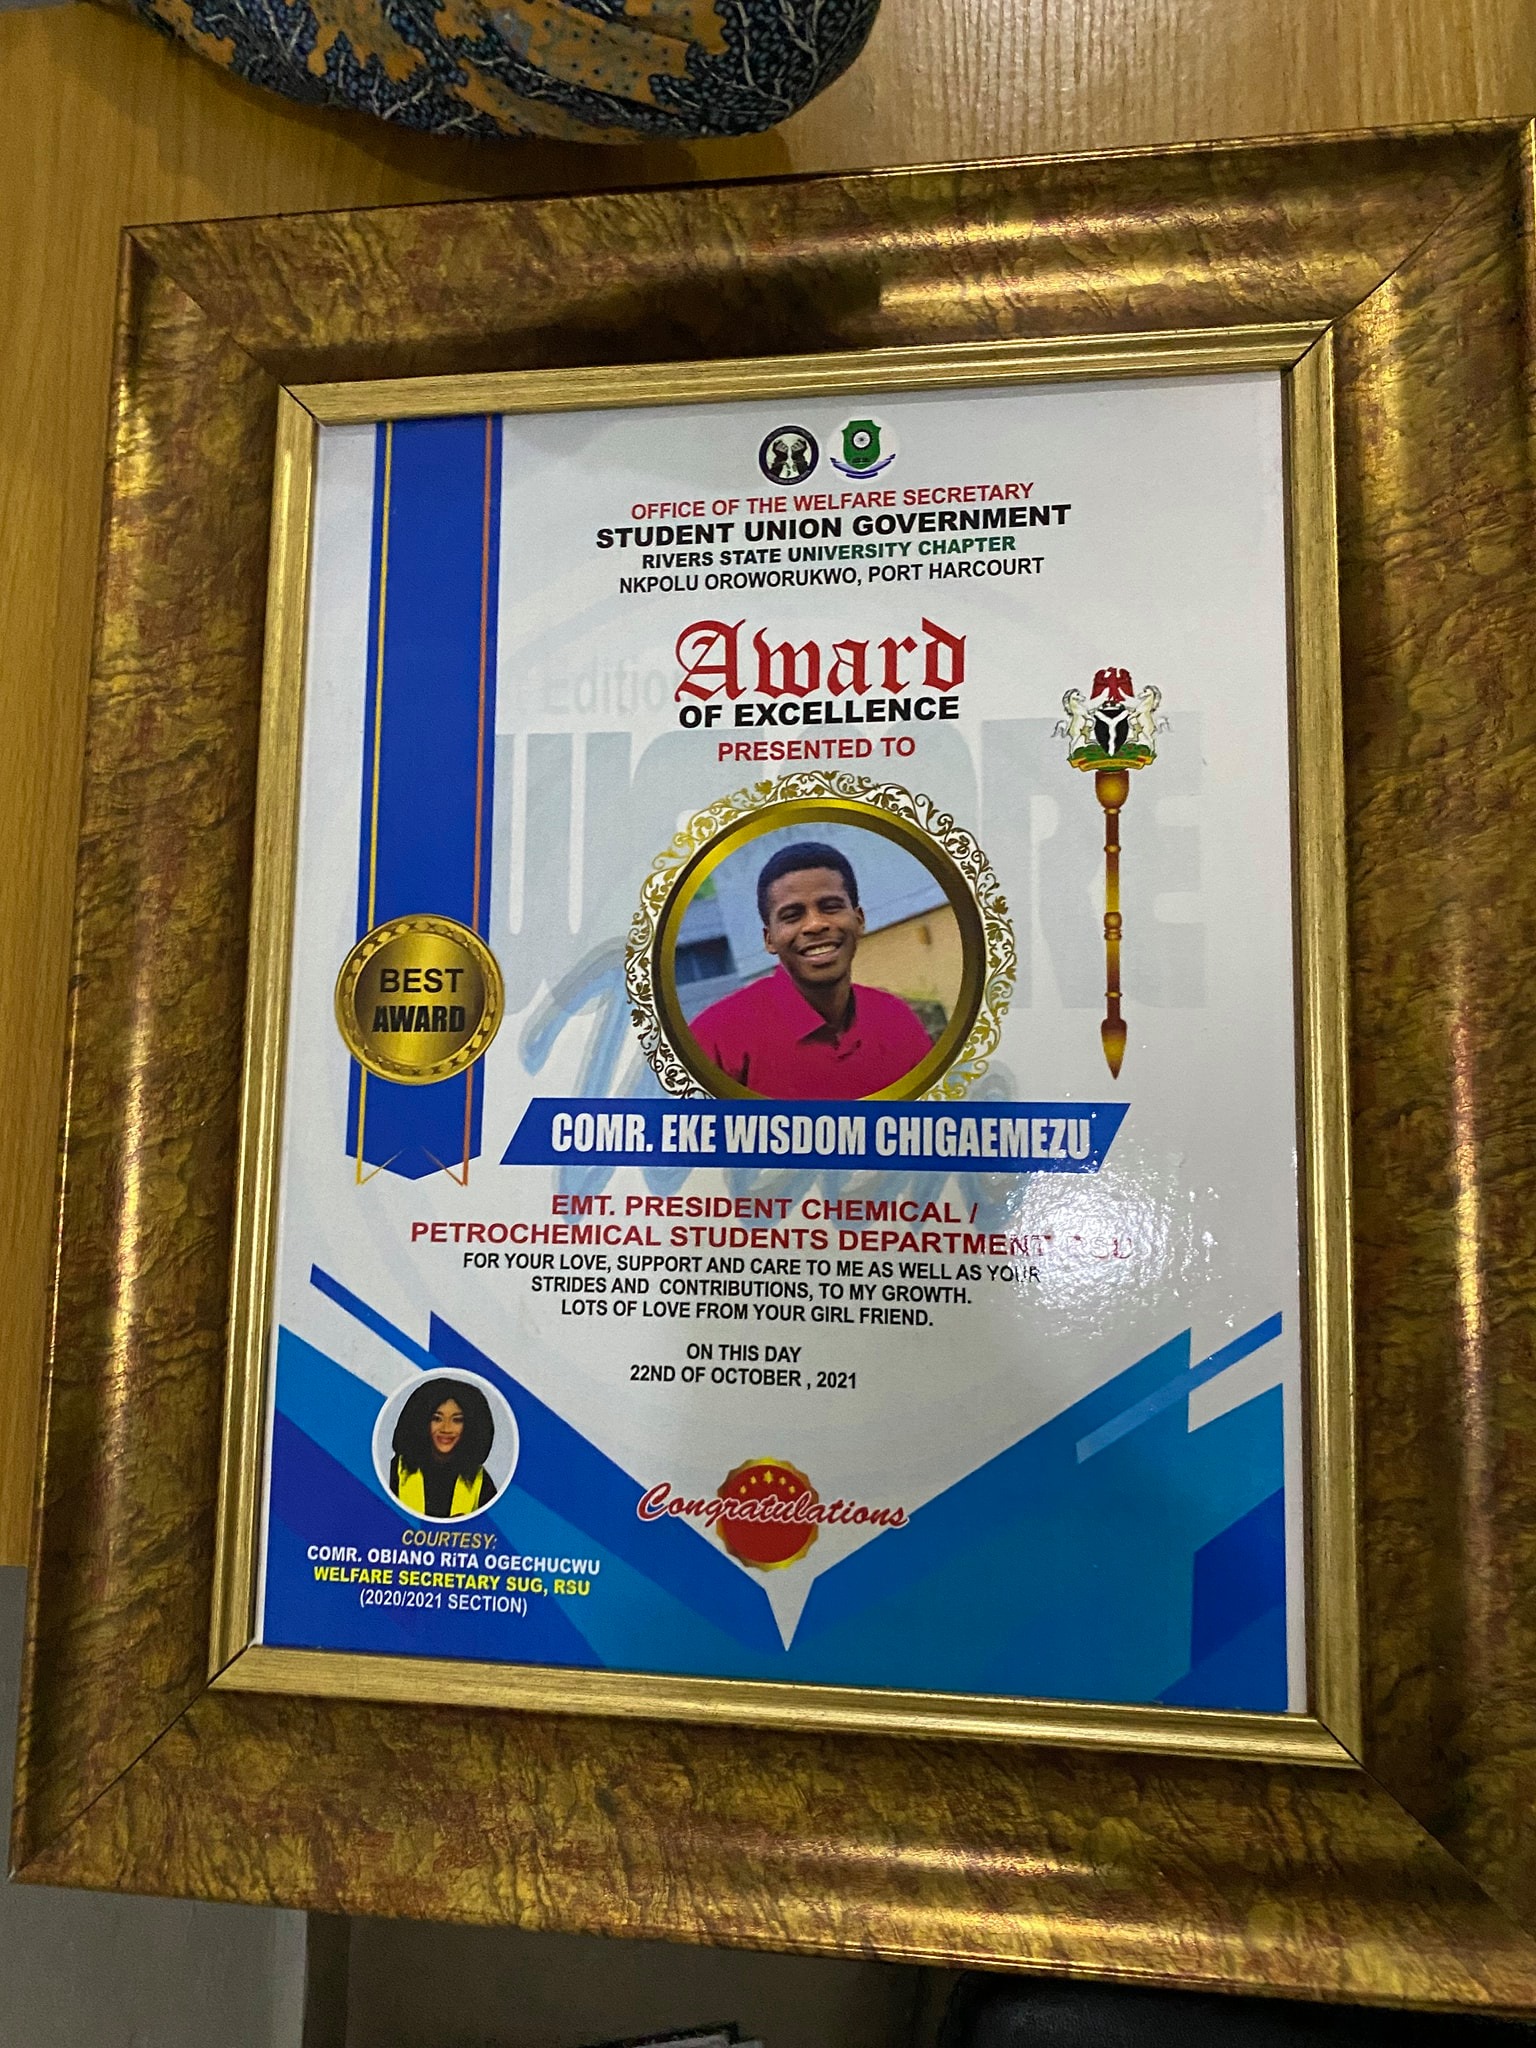 OFFICE OF THE WELFARE SECRETARY
STUDENT UNION GOVERNMENT
RIVERS STATE UNIVERSITY CHAPTER
NKPOLU OROWORUKWO, PORT HARCOURT
Edition
Award
OF EXCELLENCE
PRESENTED TO
BEST
AWARD
COMR. EKE WISDOM CHIGAEMEZU
EMT. PRESIDENT CHEMICAL /
PETROCHEMICAL STUDENTS DEPARTMENT RSU
FOR YOUR LOVE, SUPPORT AND CARE TO ME AS WELL AS YOUR
STRIDES AND CONTRIBUTIONS, TO MY GROWTH.
LOTS OF LOVE FROM YOUR GIRL FRIEND.
ON THIS DAY
22ND OF OCTOBER , 2021
Congratulations
COURTESY:
COMR. OBIANO RiTA OGECHUCWU
WELFARE SECRETARY SUG, RSU
(2020/2021 SECTION)